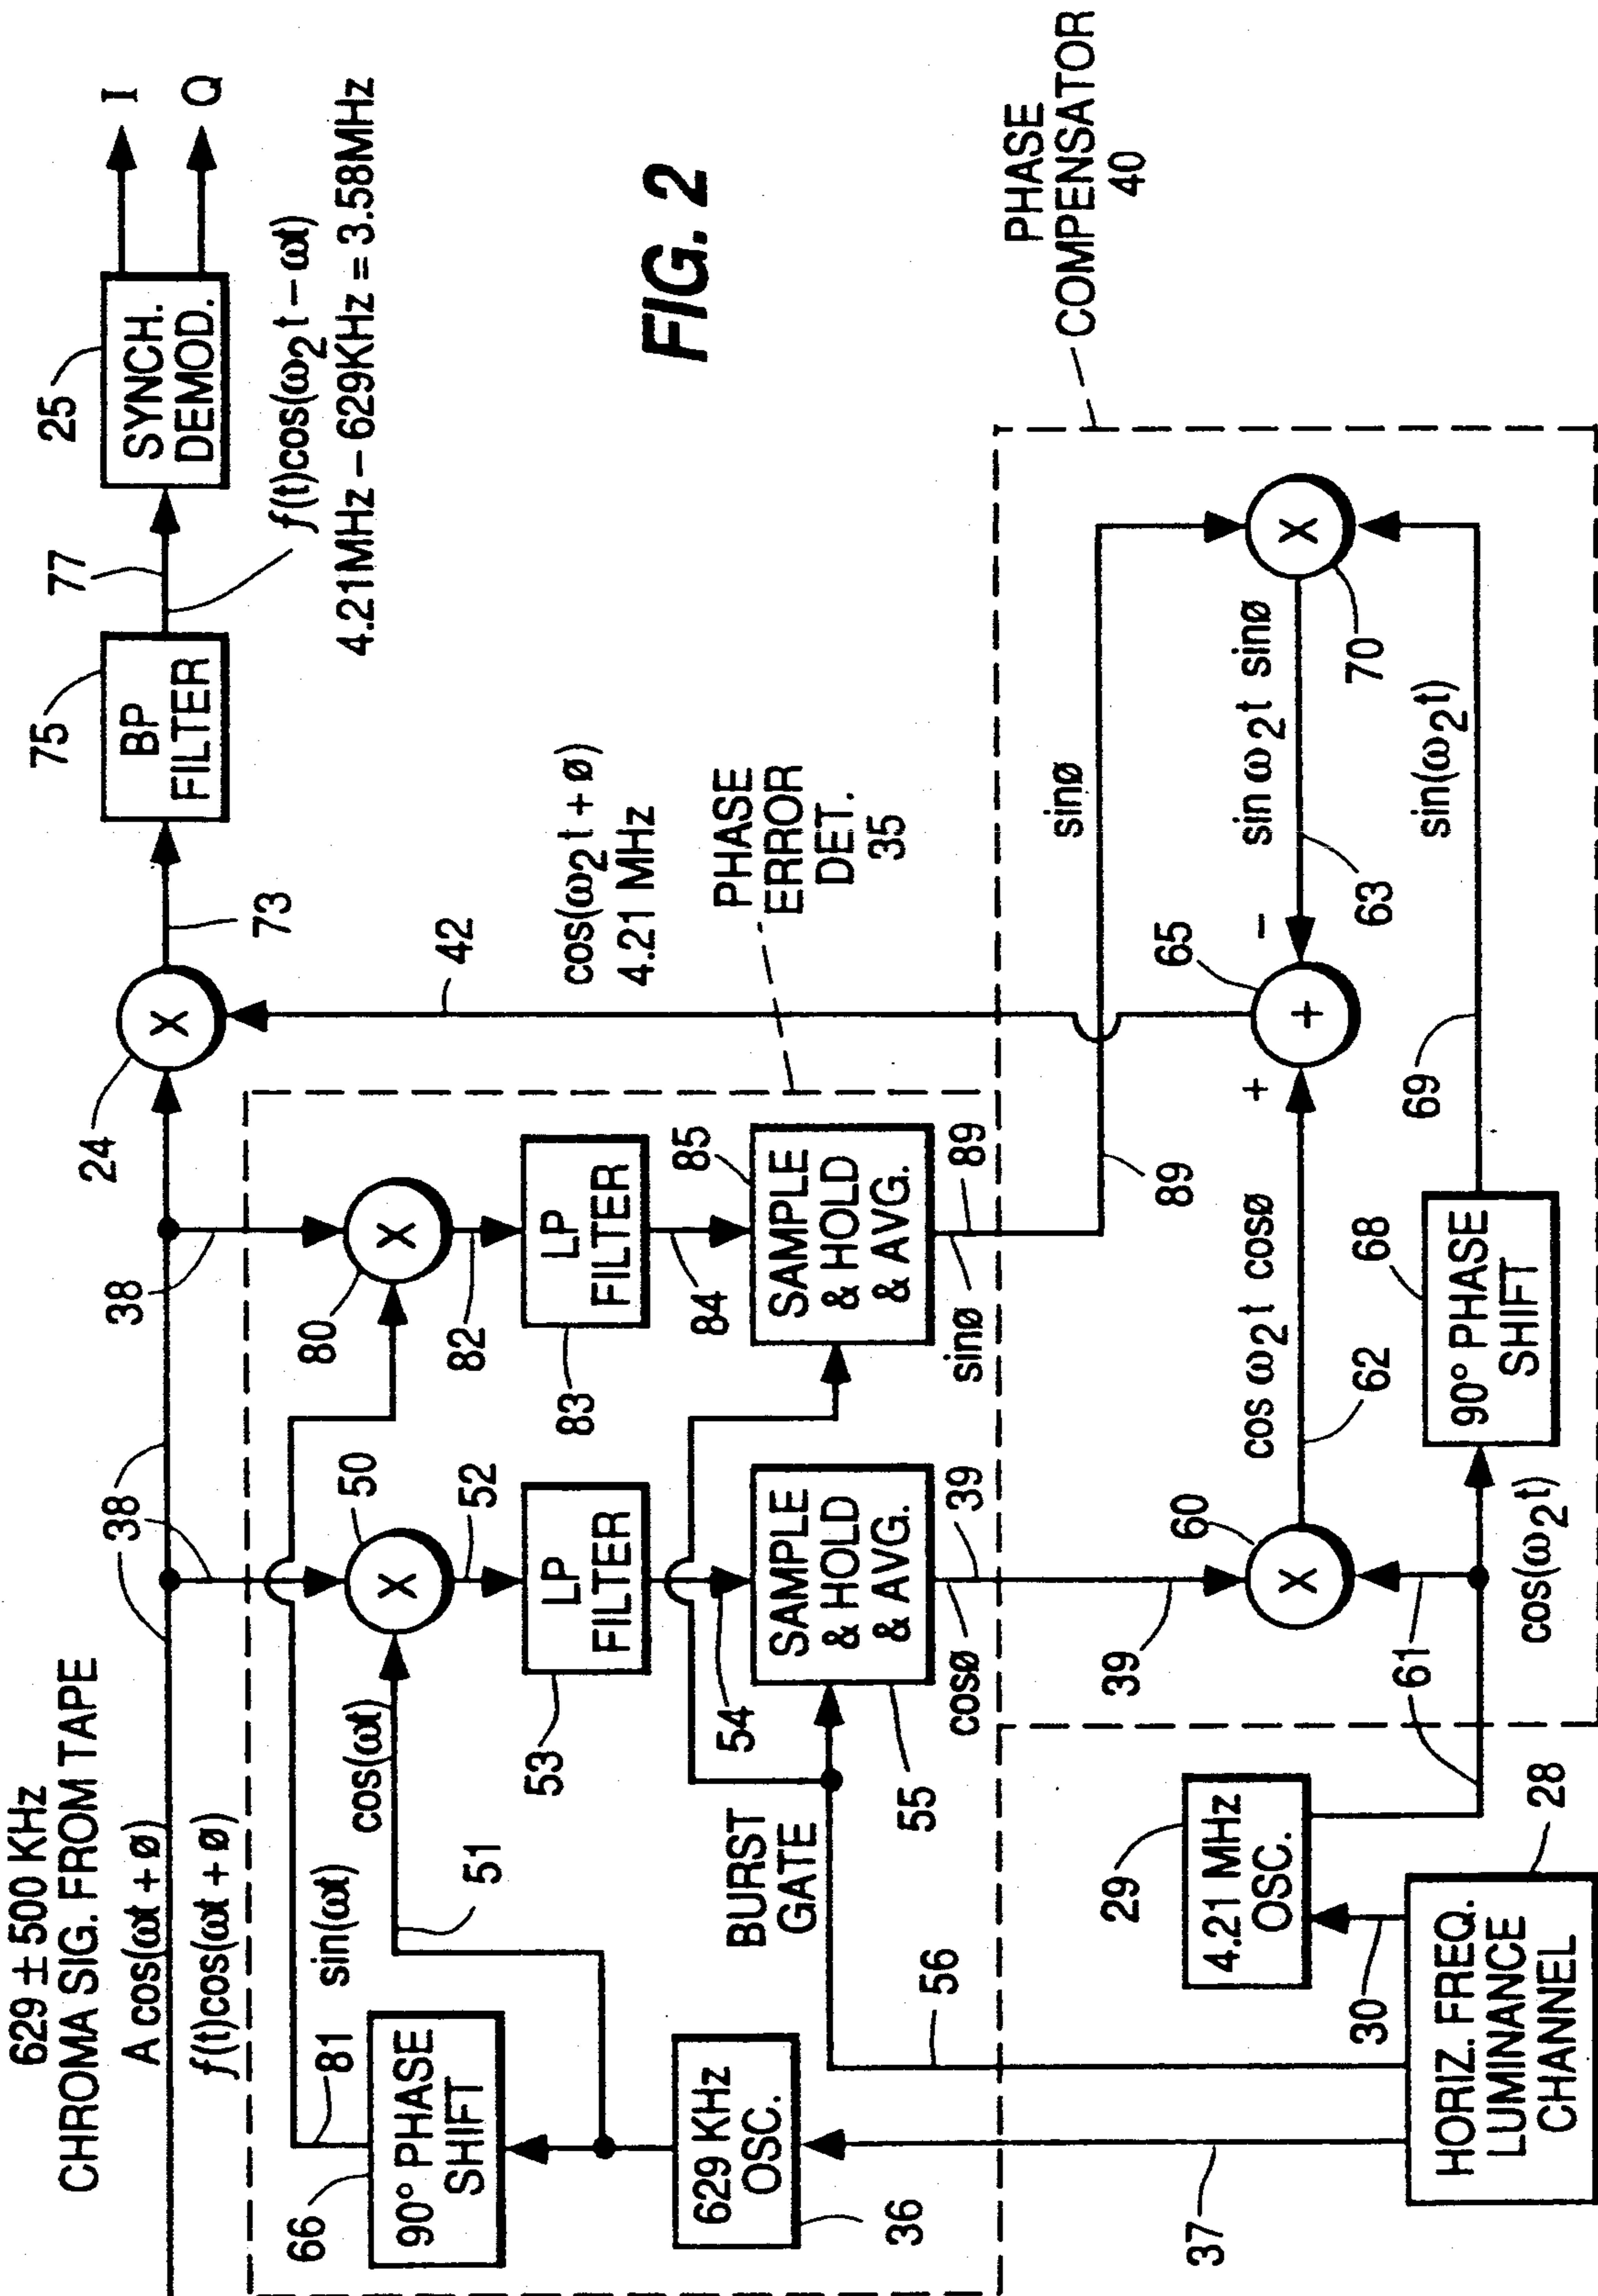 629 ± 500 KHz
CHROMA SIG. FROM TAPE
A cos(ωt + ø)
f(t)cos(ωt + ø)
38
38
24
73
75
BP
FILTER
77
25
SYNCH.
DEMOD.
I
Q
f(t)cos(ω2 t – ωt)
4.21MHz – 629KHz = 3.58MHz
X
FIG. 2
66
90° PHASE
SHIFT
81
sin(ωt)
cos(ωt)
51
50
X
52
80
X
82
53
LP
FILTER
54
83
LP
FILTER
84
42
cos(ω2 t + ø)
4.21 MHz
PHASE
ERROR
DET.
35
629 KHz
OSC.
36
BURST
GATE
56
55
SAMPLE
& HOLD
& AVG.
85
SAMPLE
& HOLD
& AVG.
cosø
39
sinø
89
PHASE
COMPENSATOR
40
37
39
89
sinø
60
X
cos ω2 t cosø
62
+
65
+
–
63
sin ω2 t sinø
X
70
29
4.21 MHz
OSC.
30
61
cos(ω2 t)
68
90° PHASE
SHIFT
69
sin(ω2 t)
HORIZ. FREQ.
LUMINANCE
CHANNEL
28